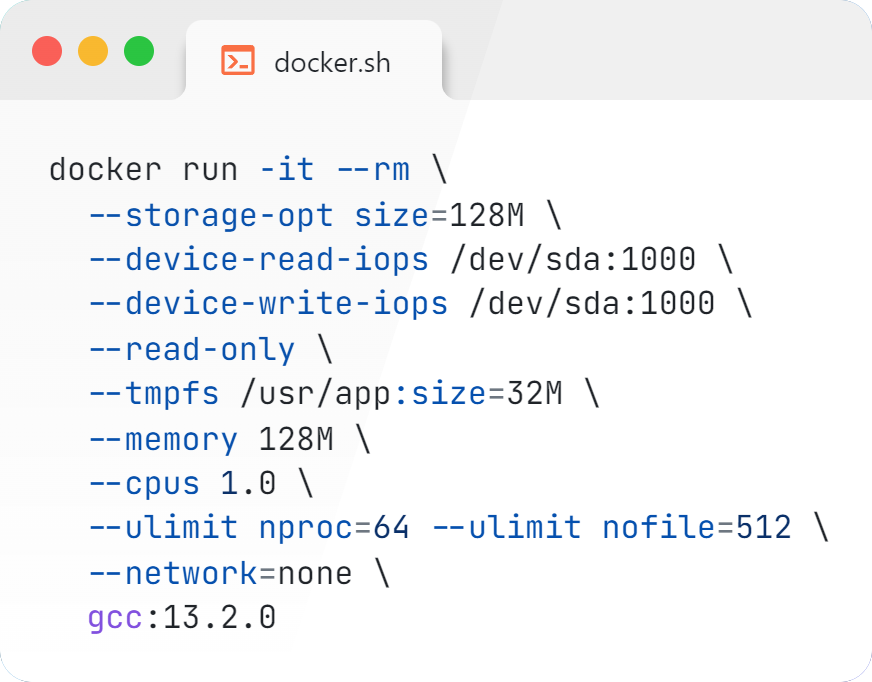 docker.sh
docker run -it --rm \
--storage-opt size=128M \
--device-read-iops /dev/sda:1000 \
--device-write-iops /dev/sda:1000 \
--read-only \
--tmpfs /usr/app:size=32M \
--memory 128M \
--cpus 1.0 \
--ulimit nproc=64 --ulimit nofile=512 \
--network=none \
gcc:13.2.0